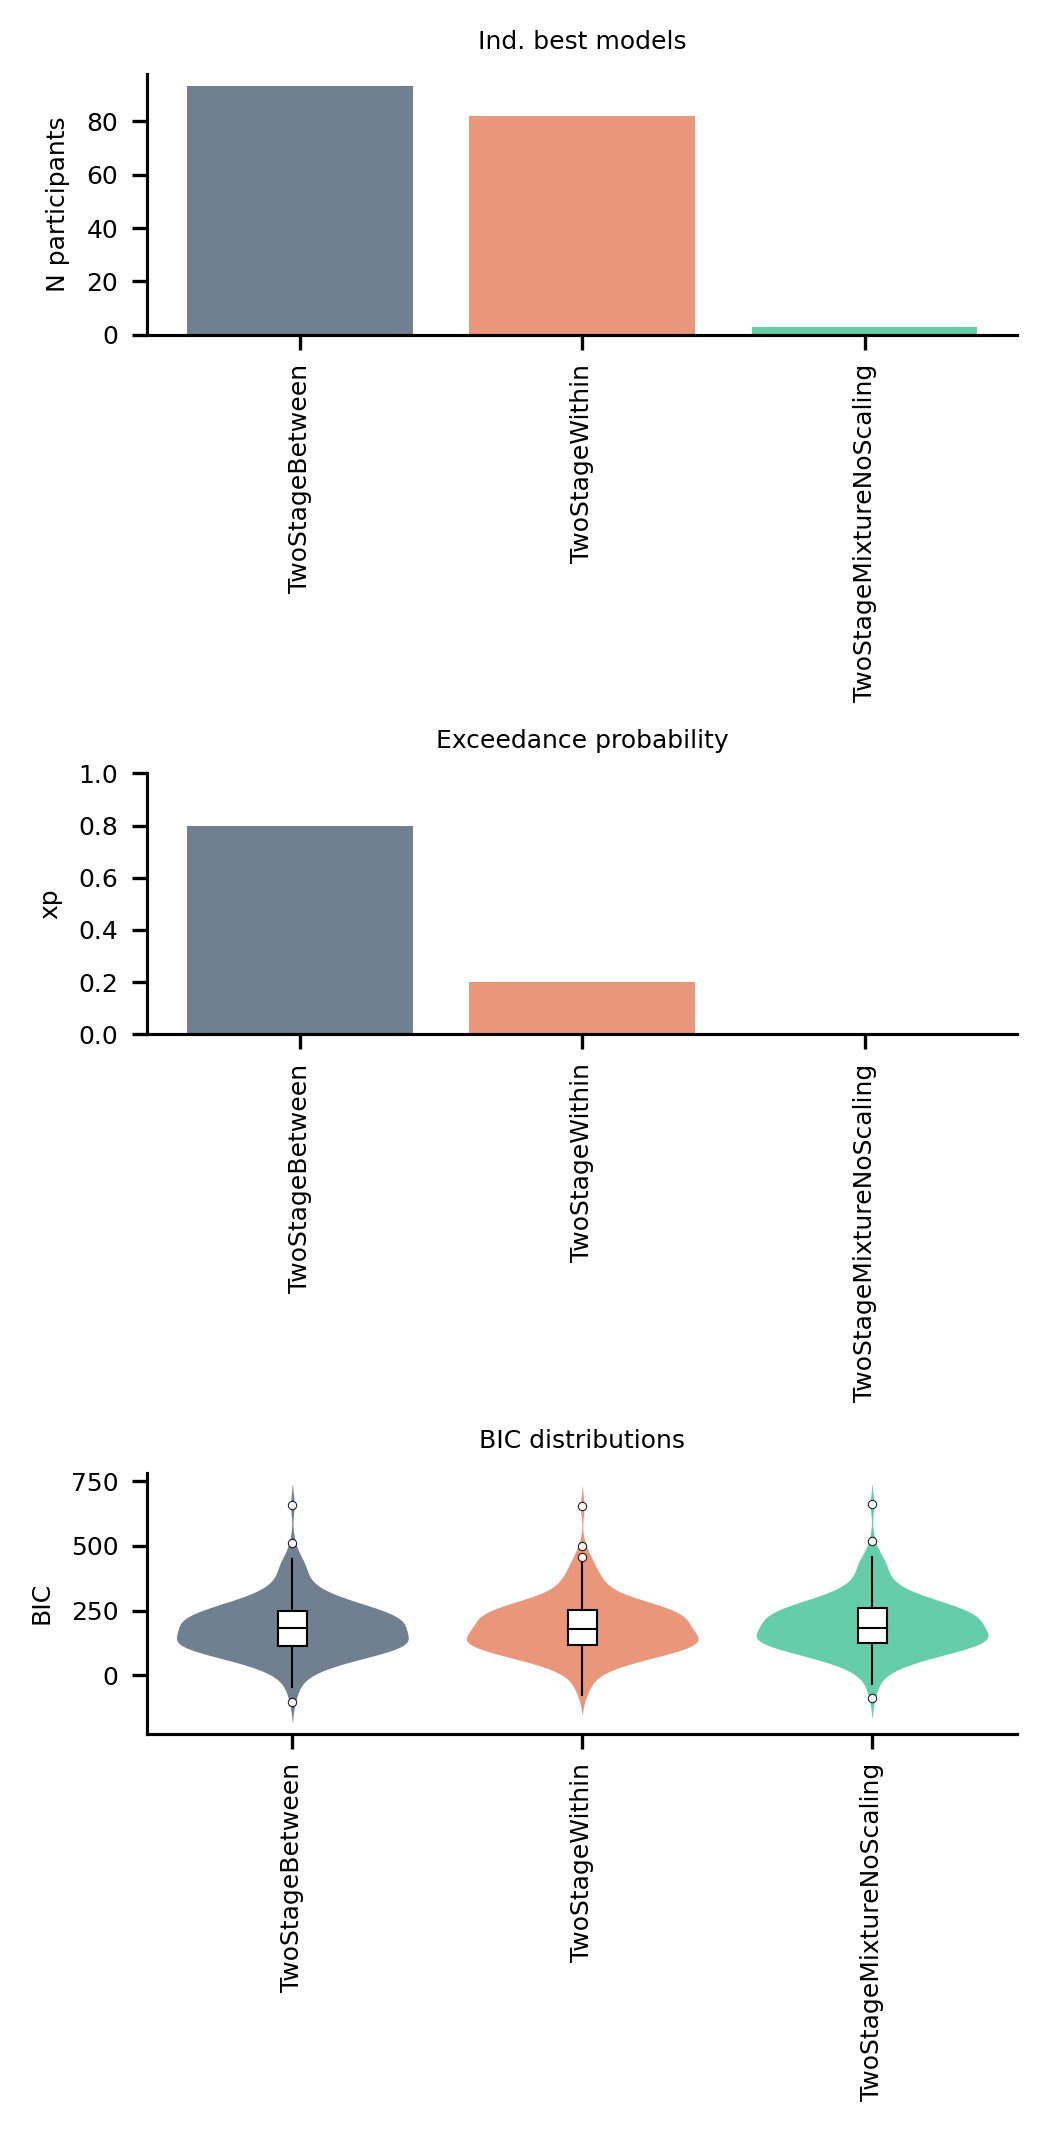 Ind. best models
N participants
80
60
40
20
0
TwoStageBetween
TwoStageWithin
TwoStageMixtureNoScaling
Exceedance probability
xp
1.0
0.8
0.6
0.4
0.2
0.0
TwoStageBetween
TwoStageWithin
TwoStageMixtureNoScaling
BIC distributions
BIC
750
500
250
0
TwoStageBetween
TwoStageWithin
TwoStageMixtureNoScaling